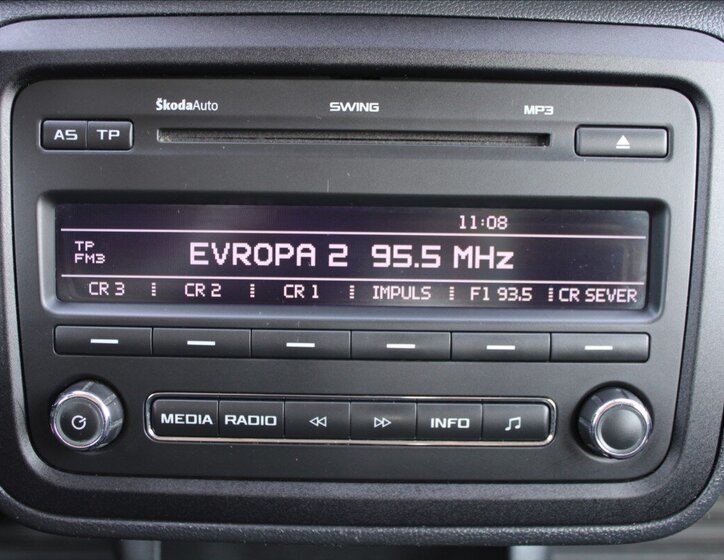 ŠkodaAuto SWING MP3
AS TP
11:08
TP
FM3
EVROPA 2 95.5 MHz
CR 3 CR 2 CR 1 IMPULS F1 93.5 CR SEVER
MEDIA RADIO INFO